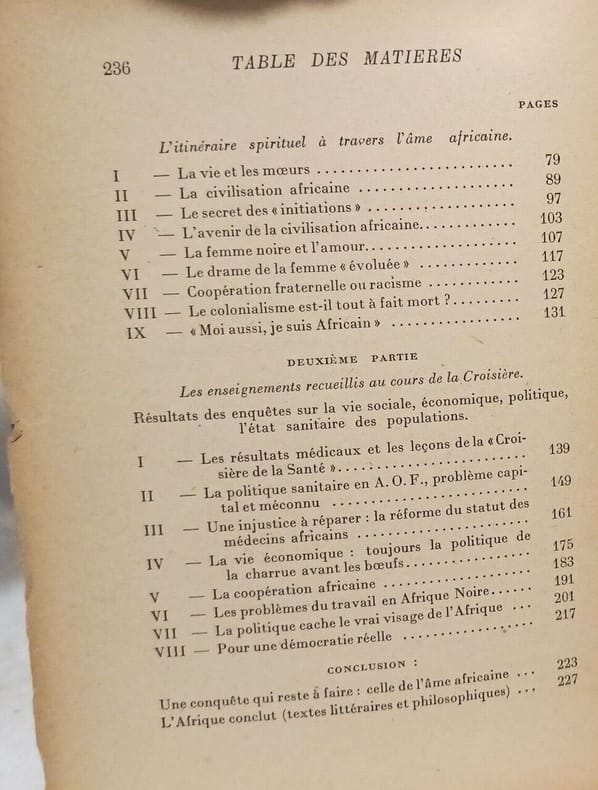 236 TABLE DES MATIERES
PAGES
L'itinéraire spirituel à travers l'âme africaine.
I — La vie et les mœurs ........................ 79
II — La civilisation africaine ................... 89
III — Le secret des « initiations » .................. 97
IV — L'avenir de la civilisation africaine............ 103
V — La femme noire et l'amour.................. 107
VI — Le drame de la femme « évoluée » ............ 117
VII — Coopération fraternelle ou racisme ........... 123
VIII — Le colonialisme est-il tout à fait mort ?......... 127
IX — « Moi aussi, je suis Africain » ................ 131
DEUXIÈME PARTIE
Les enseignements recueillis au cours de la Croisière.
Résultats des enquêtes sur la vie sociale, économique, politique,
l'état sanitaire des populations.
I — Les résultats médicaux et les leçons de la « Croi-
sière de la Santé »....................... 139
II — La politique sanitaire en A. O. F., problème capi-
tal et méconnu ........................ 149
III — Une injustice à réparer : la réforme du statut des
médecins africains ..................... 161
IV — La vie économique : toujours la politique de
la charrue avant les bœufs................ 175
V — La coopération africaine .................. 183
VI — Les problèmes du travail en Afrique Noire...... 191
VII — La politique cache le vrai visage de l'Afrique ... 201
VIII — Pour une démocratie réelle ................ 217
CONCLUSION :
Une conquête qui reste à faire : celle de l'âme africaine ... 223
L'Afrique conclut (textes littéraires et philosophiques) ... 227